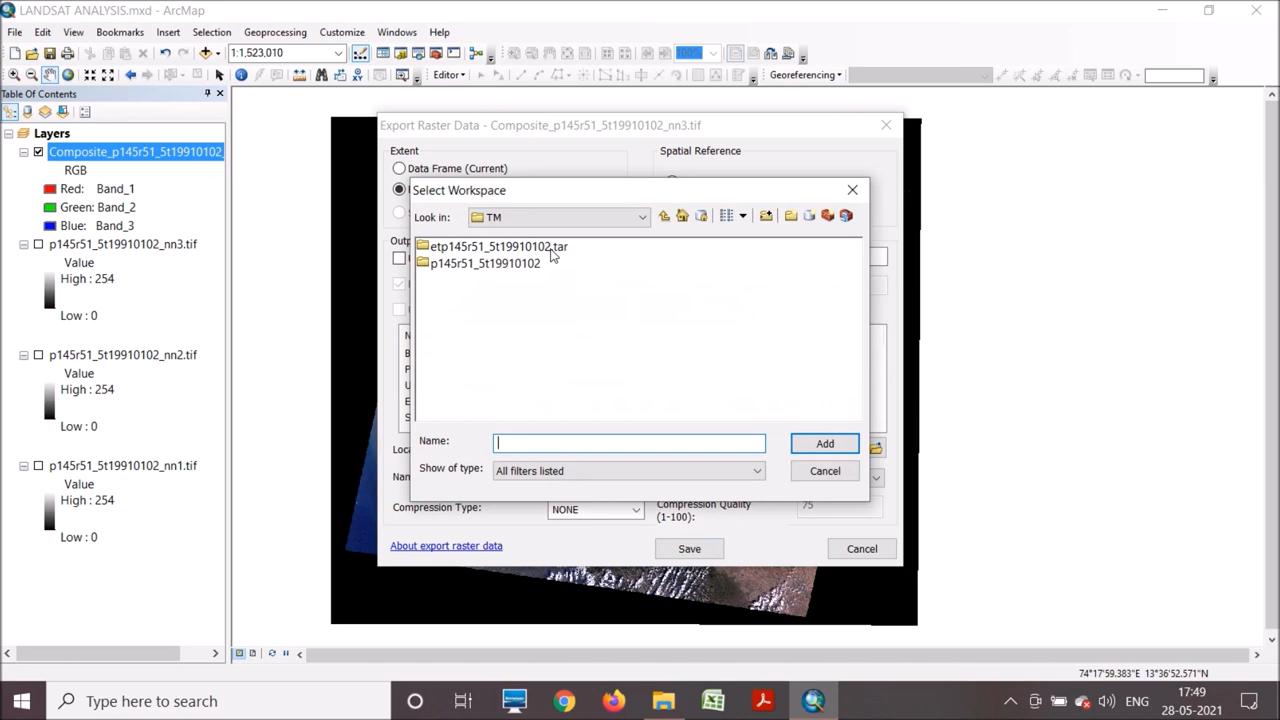 LANDSAT ANALYSIS.mxd - ArcMap
File Edit View Bookmarks Insert Selection Geoprocessing Customize Windows Help
1:1,523,010 100%
Editor Georeferencing
Table Of Contents
Layers
Composite_p145r51_5t19910102_
RGB
Red: Band_1
Green: Band_2
Blue: Band_3
p145r51_5t19910102_nn3.tif
Value
High : 254
Low : 0
p145r51_5t19910102_nn2.tif
Value
High : 254
Low : 0
p145r51_5t19910102_nn1.tif
Value
High : 254
Low : 0
Export Raster Data - Composite_p145r51_5t19910102_nn3.tif
Extent Spatial Reference
Data Frame (Current)
Select Workspace
Look in: TM
etp145r51_5t19910102.tar
p145r51_5t19910102
Name: Add
Show of type: All filters listed Cancel
Compression Type: NONE Compression Quality (1-100): 75
About export raster data Save Cancel
74°17'59.383"E 13°36'52.571"N
Type here to search
ENG
17:49
28-05-2021